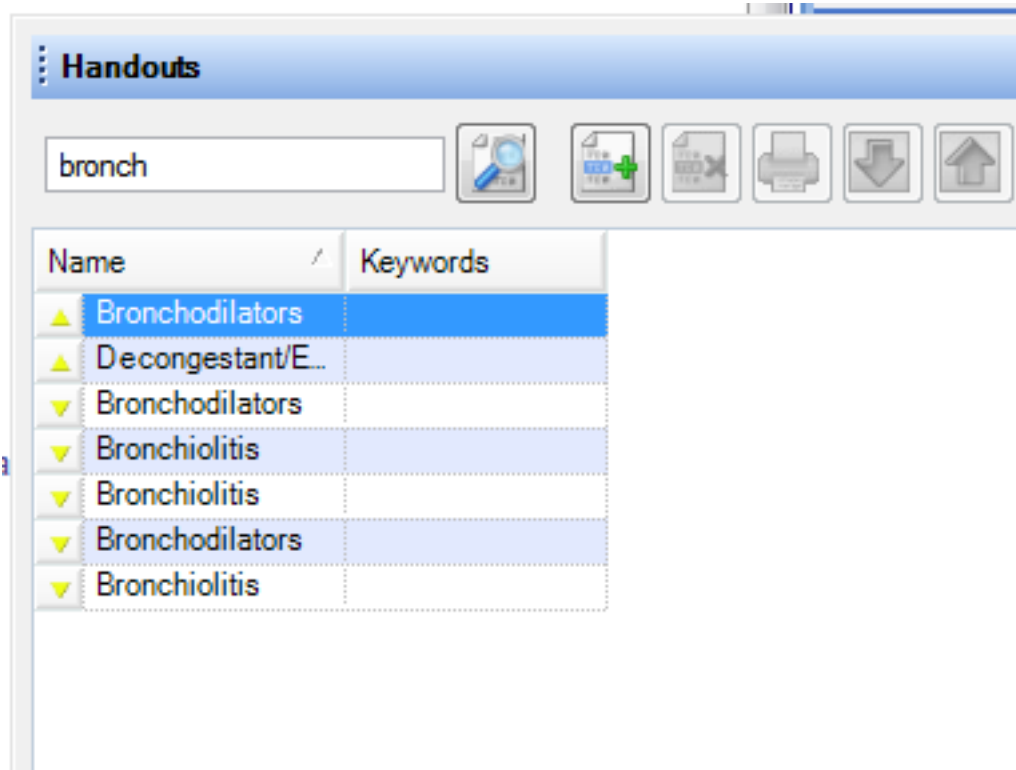 Handouts
bronch
Name Keywords
Bronchodilators
Decongestant/E...
Bronchodilators
Bronchiolitis
Bronchiolitis
Bronchodilators
Bronchiolitis